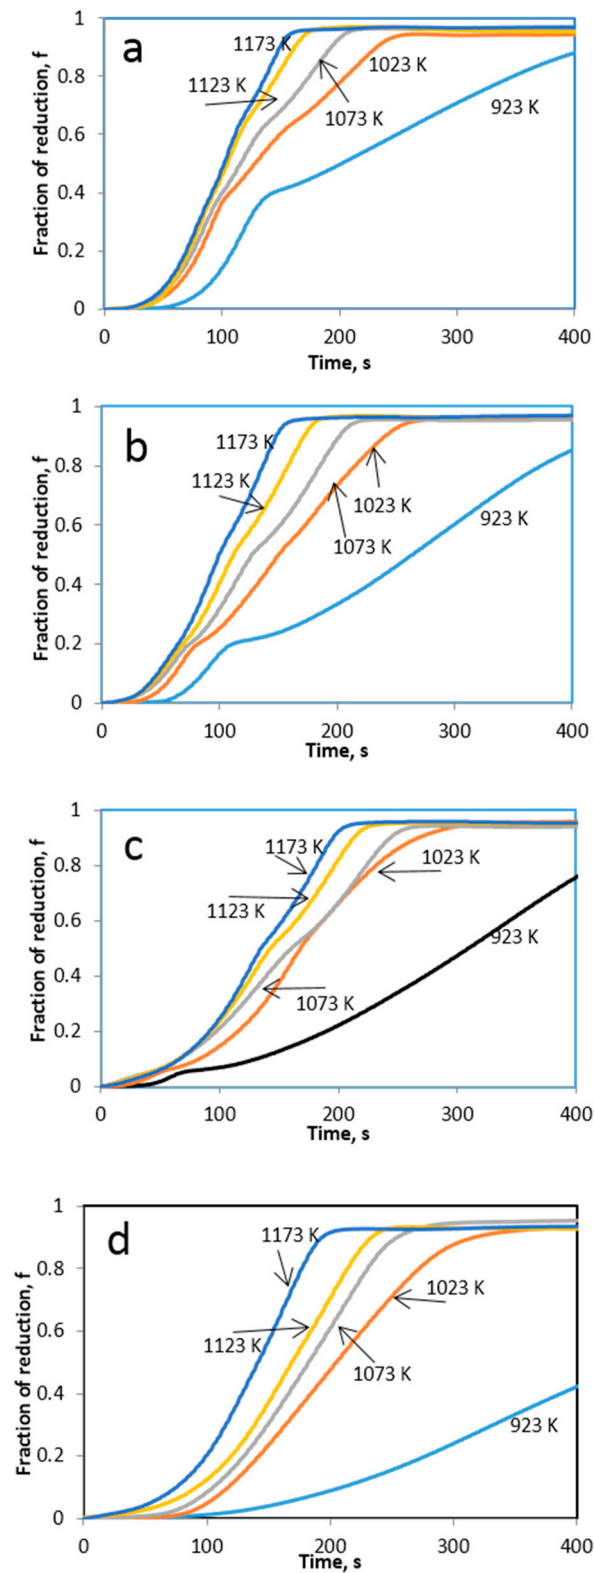 a
1
0.8
0.6
0.4
0.2
0
Fraction of reduction, f
1173 K
1123 K
1073 K
1023 K
923 K
0 100 200 300 400
Time, s
b
1
0.8
0.6
0.4
0.2
0
Fraction of reduction, f
1173 K
1123 K
1023 K
1073 K
923 K
0 100 200 300 400
Time, s
c
1
0.8
0.6
0.4
0.2
0
Fraction of reduction, f
1173 K
1023 K
1123 K
923 K
1073 K
0 100 200 300 400
Time, s
d
1
0.8
0.6
0.4
0.2
0
Fraction of reduction, f
1173 K
1023 K
1123 K
1073 K
923 K
0 100 200 300 400
Time, s